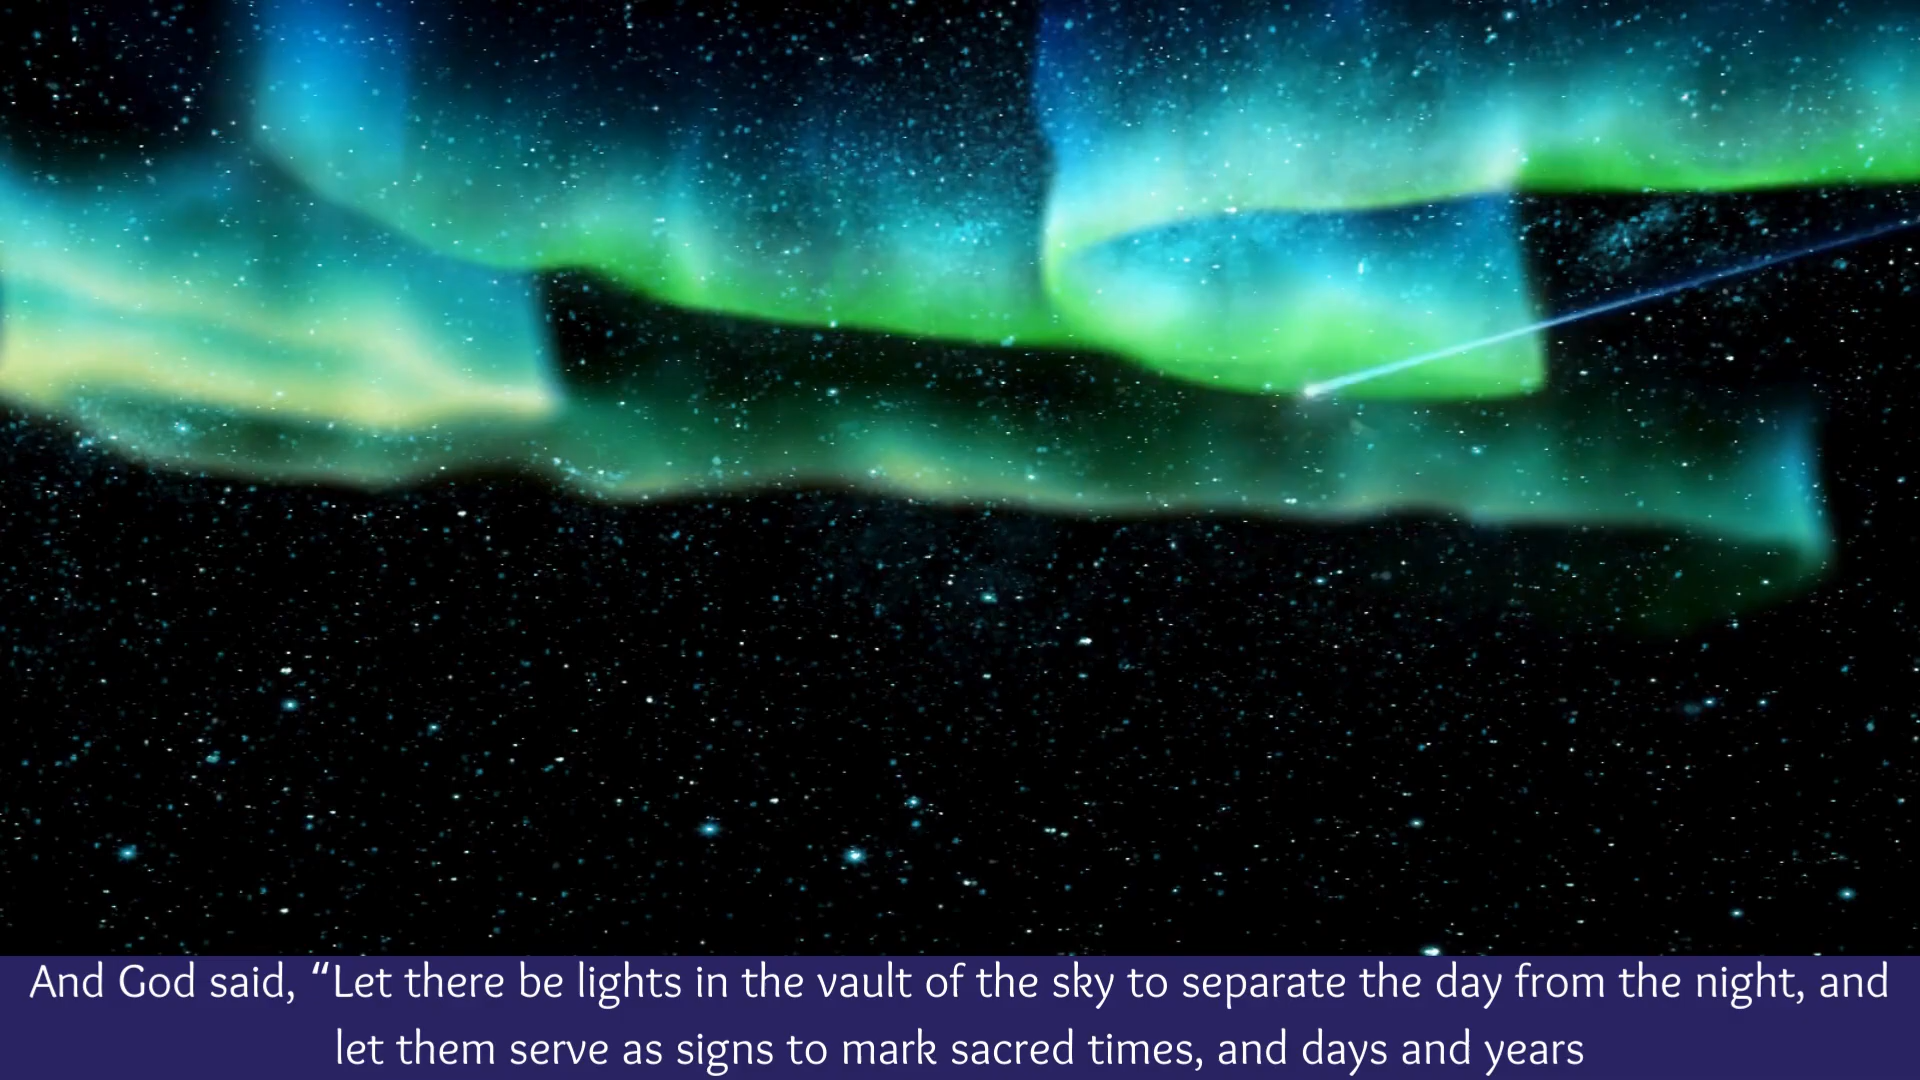 And God said, “Let there be lights in the vault of the sky to separate the day from the night, and
let them serve as signs to mark sacred times, and days and years